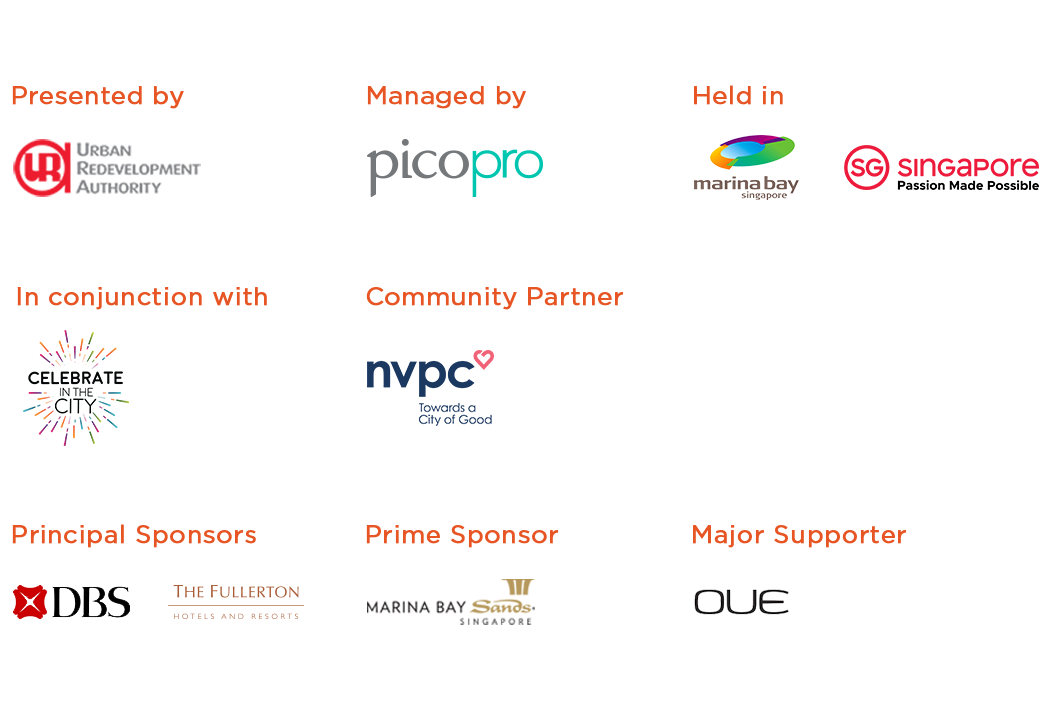 Presented by
Managed by
Held in
UR
URBAN
REDEVELOPMENT
AUTHORITY
picopro
marina bay
singapore
SG
SINGAPORE
Passion Made Possible
In conjunction with
Community Partner
CELEBRATE
IN THE
CITY
nvpc
Towards a
City of Good
Principal Sponsors
Prime Sponsor
Major Supporter
DBS
THE FULLERTON
HOTELS AND RESORTS
MARINA BAY Sands
SINGAPORE
OUE